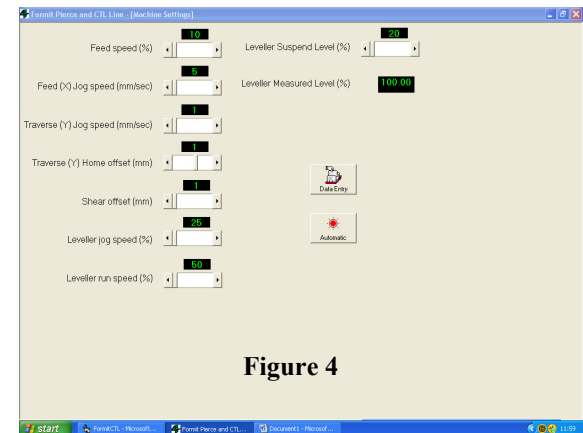 Formit Pierce and CTL Line - [Machine Settings]
10
Feed speed (%)
20
Leveller Suspend Level (%)
5
Feed (X) Jog speed (mm/sec)
Leveller Measured Level (%)
100.00
1
Traverse (Y) Jog speed (mm/sec)
1
Traverse (Y) Home offset (mm)
Data Entry
1
Shear offset (mm)
25
Leveller jog speed (%)
Automatic
50
Leveller run speed (%)
Figure 4
start
FormitCTL - Microsoft...
Formit Pierce and CTL...
Document1 - Microsof...
11:59